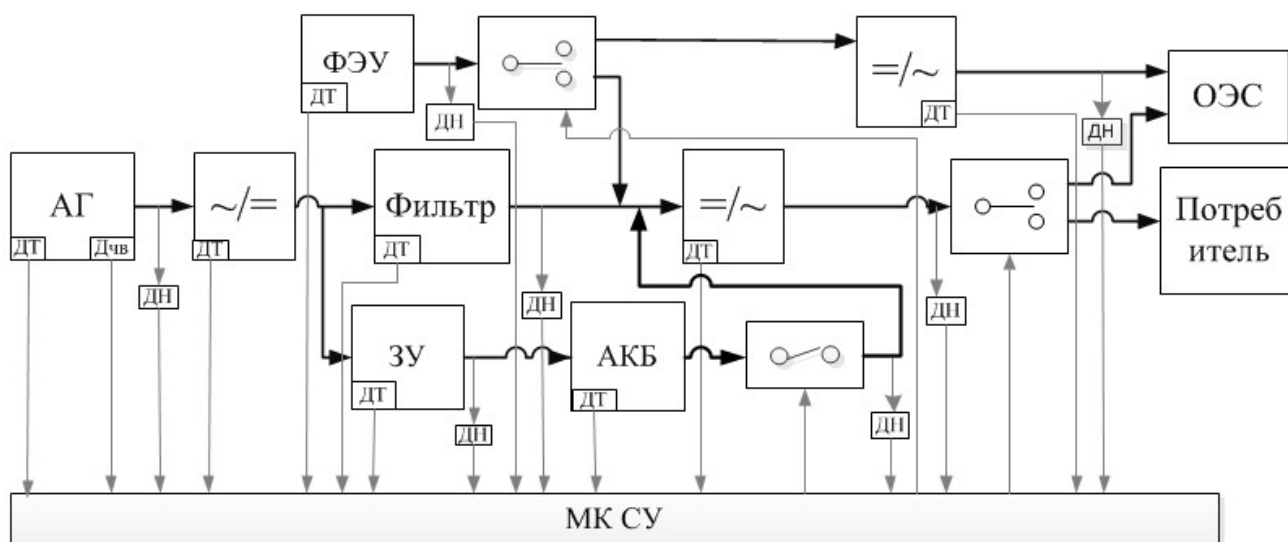 ФЭУ
ДТ
ДН
=/~
ДТ
ДН
ОЭС
АГ
ДТ
Дчв
ДН
~/=
ДТ
Фильтр
ДТ
ДН
=/~
ДТ
ДН
Потреб
итель
ЗУ
ДТ
ДН
АКБ
ДТ
ДН
МК СУ